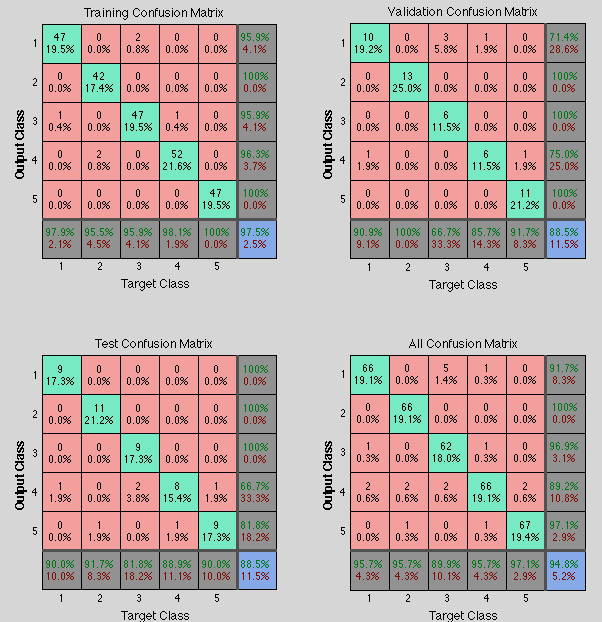 Training Confusion Matrix
1 47 0 2 0 0 95.9%
19.5% 0.0% 0.8% 0.0% 0.0% 4.1%
2 0 42 0 0 0 100%
0.0% 17.4% 0.0% 0.0% 0.0% 0.0%
3 1 0 47 1 0 95.9%
0.4% 0.0% 19.5% 0.4% 0.0% 4.1%
4 0 2 0 52 0 96.3%
0.0% 0.8% 0.0% 21.6% 0.0% 3.7%
5 0 0 0 0 47 100%
0.0% 0.0% 0.0% 0.0% 19.5% 0.0%
97.9% 95.5% 95.9% 98.1% 100% 97.5%
2.1% 4.5% 4.1% 1.9% 0.0% 2.5%
1 2 3 4 5
Target Class
Output Class
Validation Confusion Matrix
1 10 0 3 1 0 71.4%
19.2% 0.0% 5.8% 1.9% 0.0% 28.6%
2 0 13 0 0 0 100%
0.0% 25.0% 0.0% 0.0% 0.0% 0.0%
3 0 0 6 0 0 100%
0.0% 0.0% 11.5% 0.0% 0.0% 0.0%
4 1 0 0 6 1 75.0%
1.9% 0.0% 0.0% 11.5% 1.9% 25.0%
5 0 0 0 0 11 100%
0.0% 0.0% 0.0% 0.0% 21.2% 0.0%
90.9% 100% 66.7% 85.7% 91.7% 88.5%
9.1% 0.0% 33.3% 14.3% 8.3% 11.5%
1 2 3 4 5
Target Class
Output Class
Test Confusion Matrix
1 9 0 0 0 0 100%
17.3% 0.0% 0.0% 0.0% 0.0% 0.0%
2 0 11 0 0 0 100%
0.0% 21.2% 0.0% 0.0% 0.0% 0.0%
3 0 0 9 0 0 100%
0.0% 0.0% 17.3% 0.0% 0.0% 0.0%
4 1 0 2 8 1 66.7%
1.9% 0.0% 3.8% 15.4% 1.9% 33.3%
5 0 1 0 1 9 81.8%
0.0% 1.9% 0.0% 1.9% 17.3% 18.2%
90.0% 91.7% 81.8% 88.9% 90.0% 88.5%
10.0% 8.3% 18.2% 11.1% 10.0% 11.5%
1 2 3 4 5
Target Class
Output Class
All Confusion Matrix
1 66 0 5 1 0 91.7%
19.1% 0.0% 1.4% 0.3% 0.0% 8.3%
2 0 66 0 0 0 100%
0.0% 19.1% 0.0% 0.0% 0.0% 0.0%
3 1 0 62 1 0 96.9%
0.3% 0.0% 18.0% 0.3% 0.0% 3.1%
4 2 2 2 66 2 89.2%
0.6% 0.6% 0.6% 19.1% 0.6% 10.8%
5 0 1 0 1 67 97.1%
0.0% 0.3% 0.0% 0.3% 19.4% 2.9%
95.7% 95.7% 89.9% 95.7% 97.1% 94.8%
4.3% 4.3% 10.1% 4.3% 2.9% 5.2%
1 2 3 4 5
Target Class
Output Class